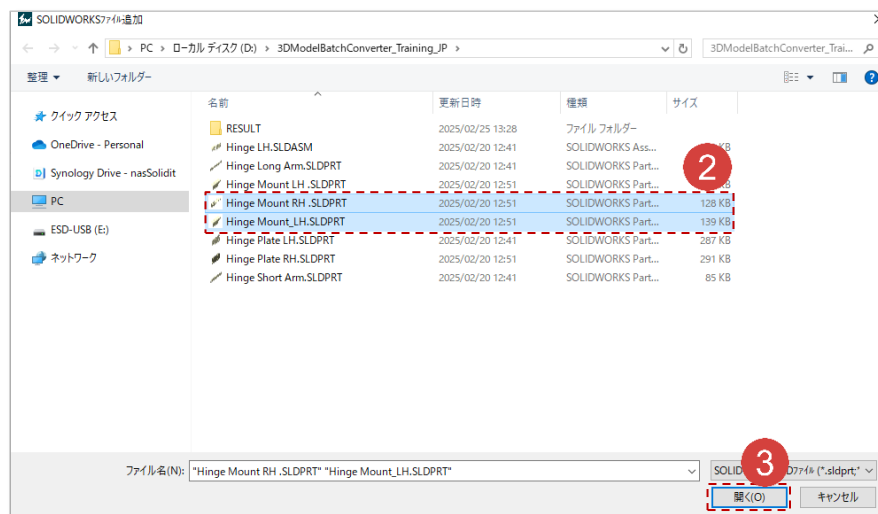 SOLIDWORKSファイル追加
PC › ローカル ディスク (D:) › 3DModelBatchConverter_Training_JP ›
3DModelBatchConverter_Trai...
整理 新しいフォルダー
名前 更新日時 種類 サイズ
クイック アクセス
OneDrive - Personal
Synology Drive - nasSolidit
PC
ESD-USB (E:)
ネットワーク
RESULT 2025/02/25 13:28 ファイル フォルダー
Hinge LH.SLDASM 2025/02/20 12:41 SOLIDWORKS Ass... KB
Hinge Long Arm.SLDPRT 2025/02/20 12:41 SOLIDWORKS Part...
2
Hinge Mount LH .SLDPRT 2025/02/20 12:51 SOLIDWORKS Part... KB
Hinge Mount RH .SLDPRT 2025/02/20 12:51 SOLIDWORKS Part... 128 KB
Hinge Mount_LH.SLDPRT 2025/02/20 12:51 SOLIDWORKS Part... 139 KB
Hinge Plate LH.SLDPRT 2025/02/20 12:41 SOLIDWORKS Part... 287 KB
Hinge Plate RH.SLDPRT 2025/02/20 12:51 SOLIDWORKS Part... 291 KB
Hinge Short Arm.SLDPRT 2025/02/20 12:41 SOLIDWORKS Part... 85 KB
3
ファイル名(N): "Hinge Mount RH .SLDPRT" "Hinge Mount_LH.SLDPRT"
Dファイル (*.sldprt;*
開く(O) キャンセル